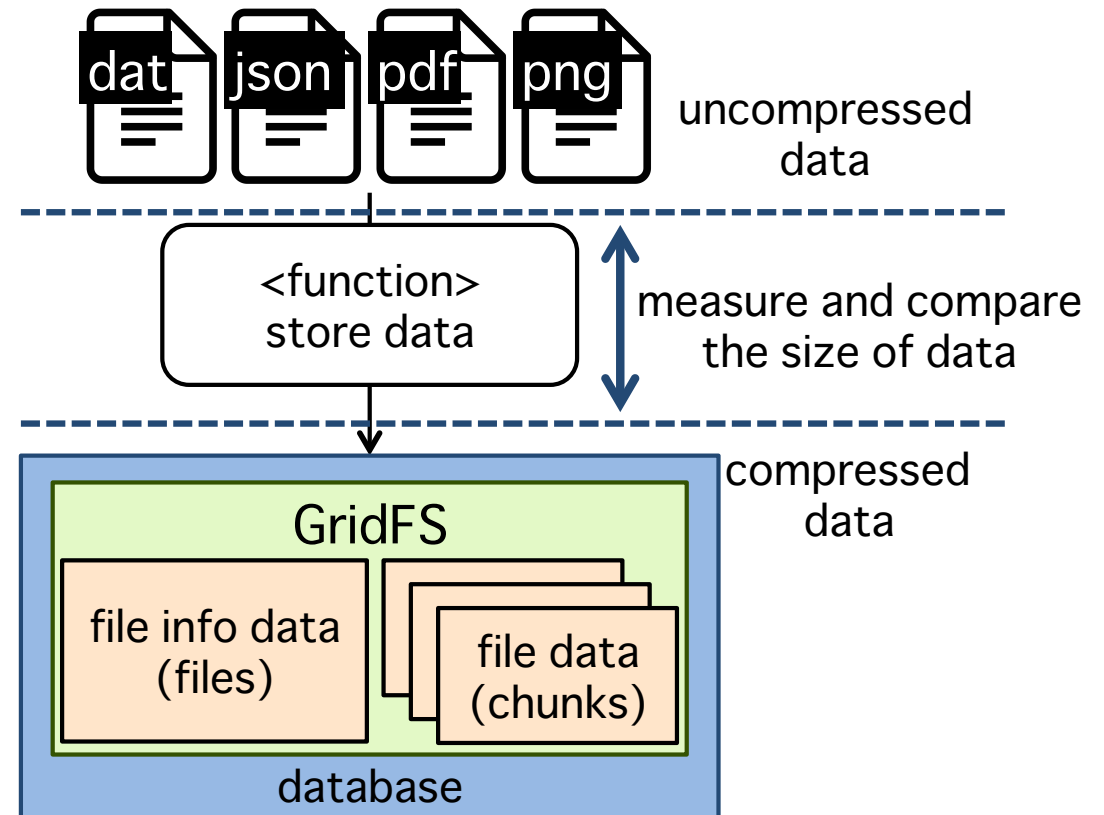 dat json pdf png
uncompressed
data
<function>
store data
measure and compare
the size of data
compressed
data
GridFS
file info data
(files)
file data
(chunks)
database